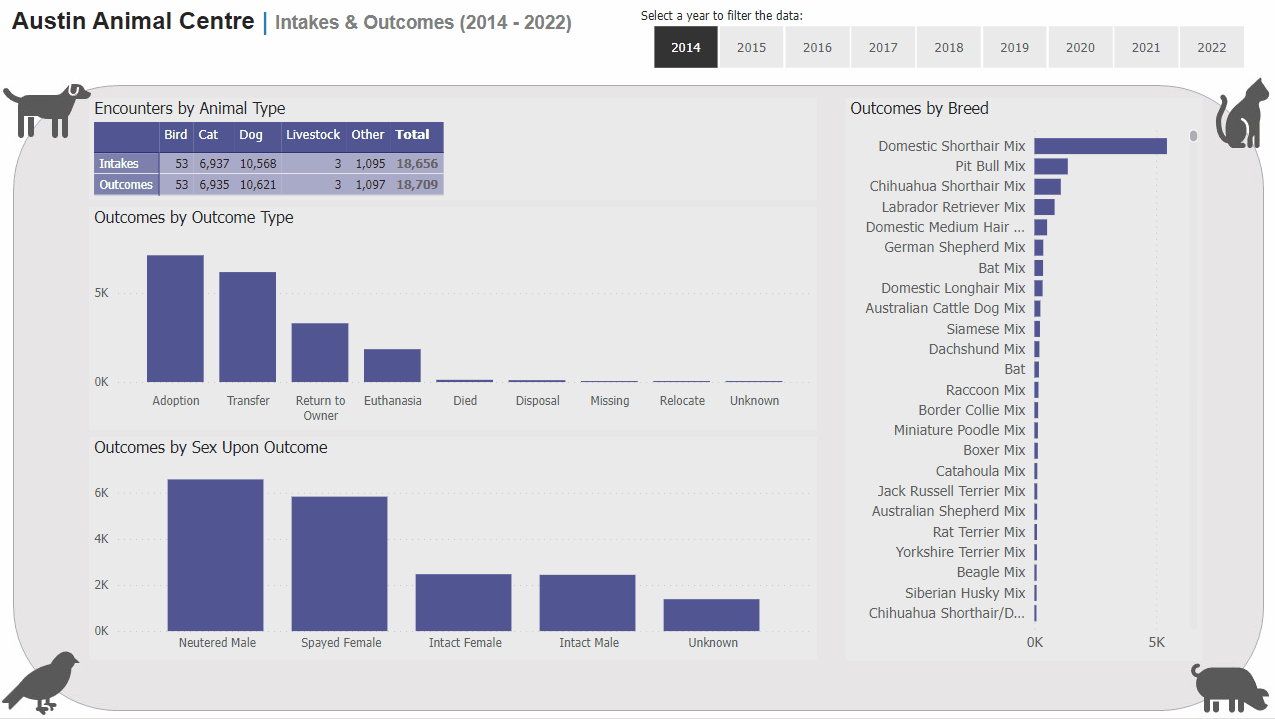 Austin Animal Centre | Intakes & Outcomes (2014 - 2022)
Select a year to filter the data:
2014 2015 2016 2017 2018 2019 2020 2021 2022
Encounters by Animal Type
Bird Cat Dog Livestock Other Total
Intakes 53 6,937 10,568 3 1,095 18,656
Outcomes 53 6,935 10,621 3 1,097 18,709
Outcomes by Outcome Type
5K
0K
Adoption Transfer Return to Owner Euthanasia Died Disposal Missing Relocate Unknown
Outcomes by Sex Upon Outcome
6K
4K
2K
0K
Neutered Male Spayed Female Intact Female Intact Male Unknown
Outcomes by Breed
Domestic Shorthair Mix
Pit Bull Mix
Chihuahua Shorthair Mix
Labrador Retriever Mix
Domestic Medium Hair ...
German Shepherd Mix
Bat Mix
Domestic Longhair Mix
Australian Cattle Dog Mix
Siamese Mix
Dachshund Mix
Bat
Raccoon Mix
Border Collie Mix
Miniature Poodle Mix
Boxer Mix
Catahoula Mix
Jack Russell Terrier Mix
Australian Shepherd Mix
Rat Terrier Mix
Yorkshire Terrier Mix
Beagle Mix
Siberian Husky Mix
Chihuahua Shorthair/D...
0K 5K